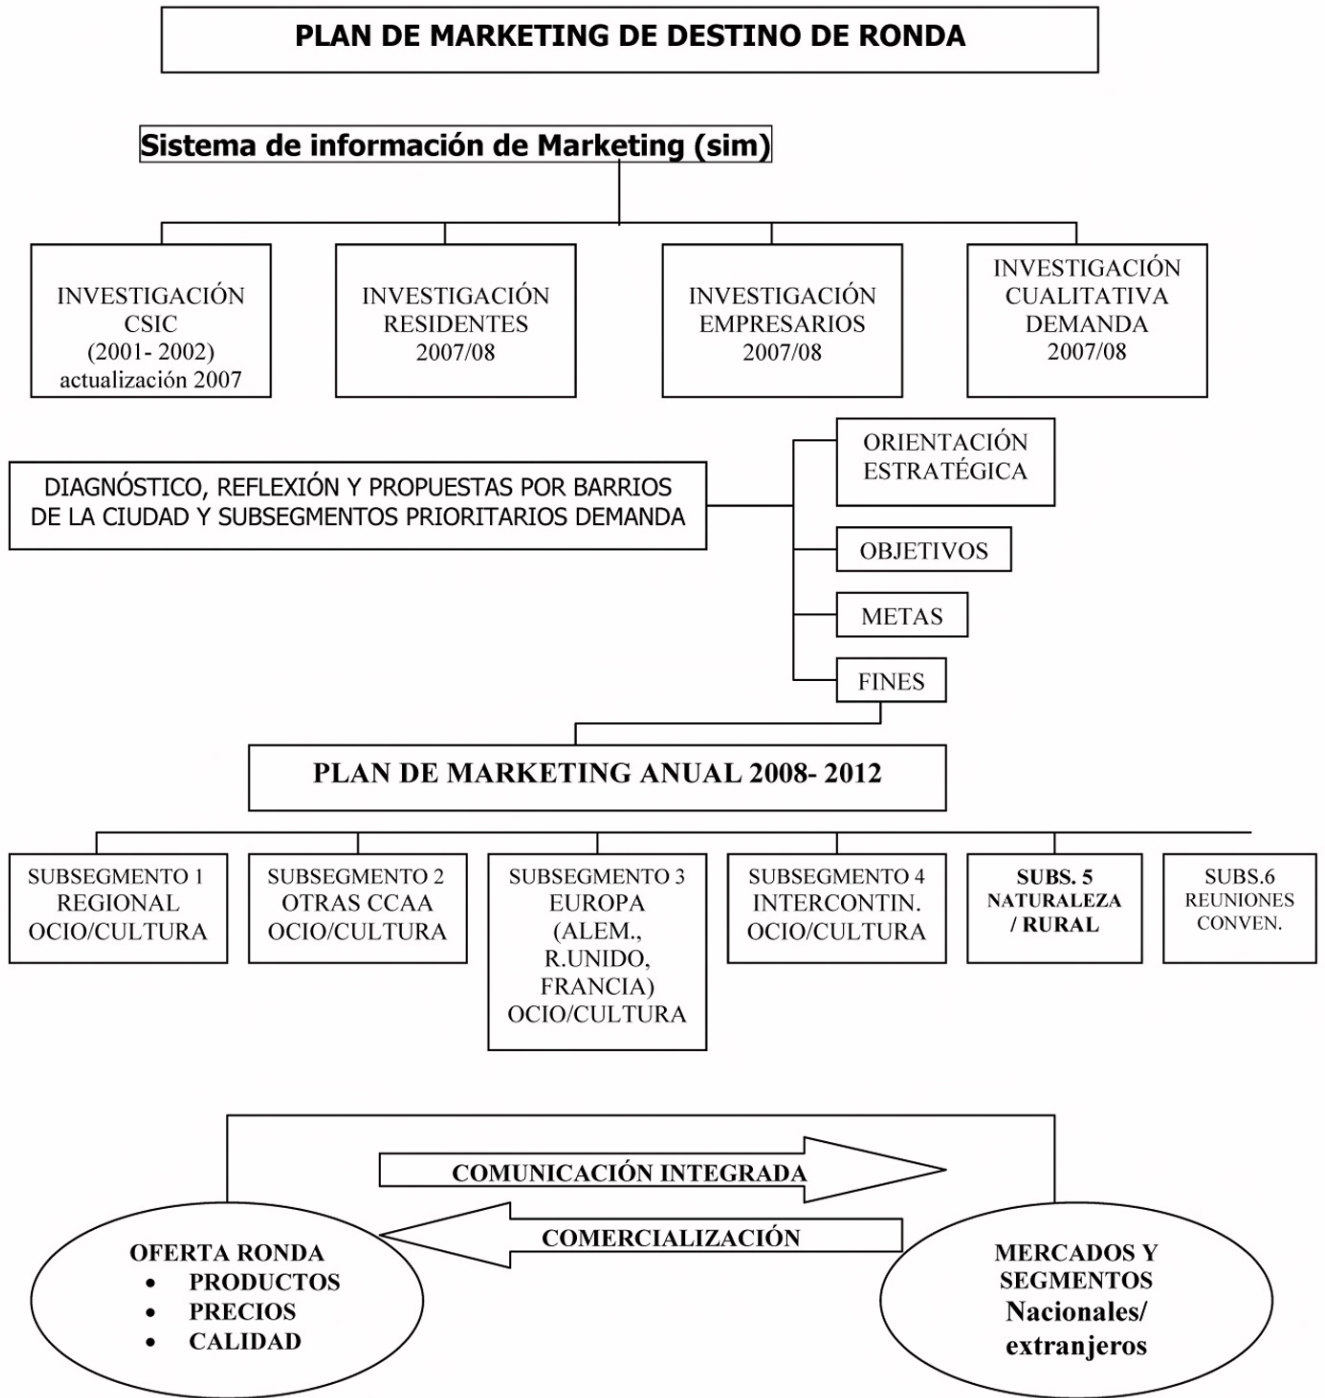 PLAN DE MARKETING DE DESTINO DE RONDA
Sistema de información de Marketing (sim)
INVESTIGACIÓN
CSIC
(2001- 2002)
actualización 2007
INVESTIGACIÓN
RESIDENTES
2007/08
INVESTIGACIÓN
EMPRESARIOS
2007/08
INVESTIGACIÓN
CUALITATIVA
DEMANDA
2007/08
DIAGNÓSTICO, REFLEXIÓN Y PROPUESTAS POR BARRIOS
DE LA CIUDAD Y SUBSEGMENTOS PRIORITARIOS DEMANDA
ORIENTACIÓN
ESTRATÉGICA
OBJETIVOS
METAS
FINES
PLAN DE MARKETING ANUAL 2008- 2012
SUBSEGMENTO 1
REGIONAL
OCIO/CULTURA
SUBSEGMENTO 2
OTRAS CCAA
OCIO/CULTURA
SUBSEGMENTO 3
EUROPA
(ALEM.,
R.UNIDO,
FRANCIA)
OCIO/CULTURA
SUBSEGMENTO 4
INTERCONTIN.
OCIO/CULTURA
SUBS. 5
NATURALEZA
/ RURAL
SUBS.6
REUNIONES
CONVEN.
COMUNICACIÓN INTEGRADA
COMERCIALIZACIÓN
OFERTA RONDA
• PRODUCTOS
• PRECIOS
• CALIDAD
MERCADOS Y
SEGMENTOS
Nacionales/
extranjeros